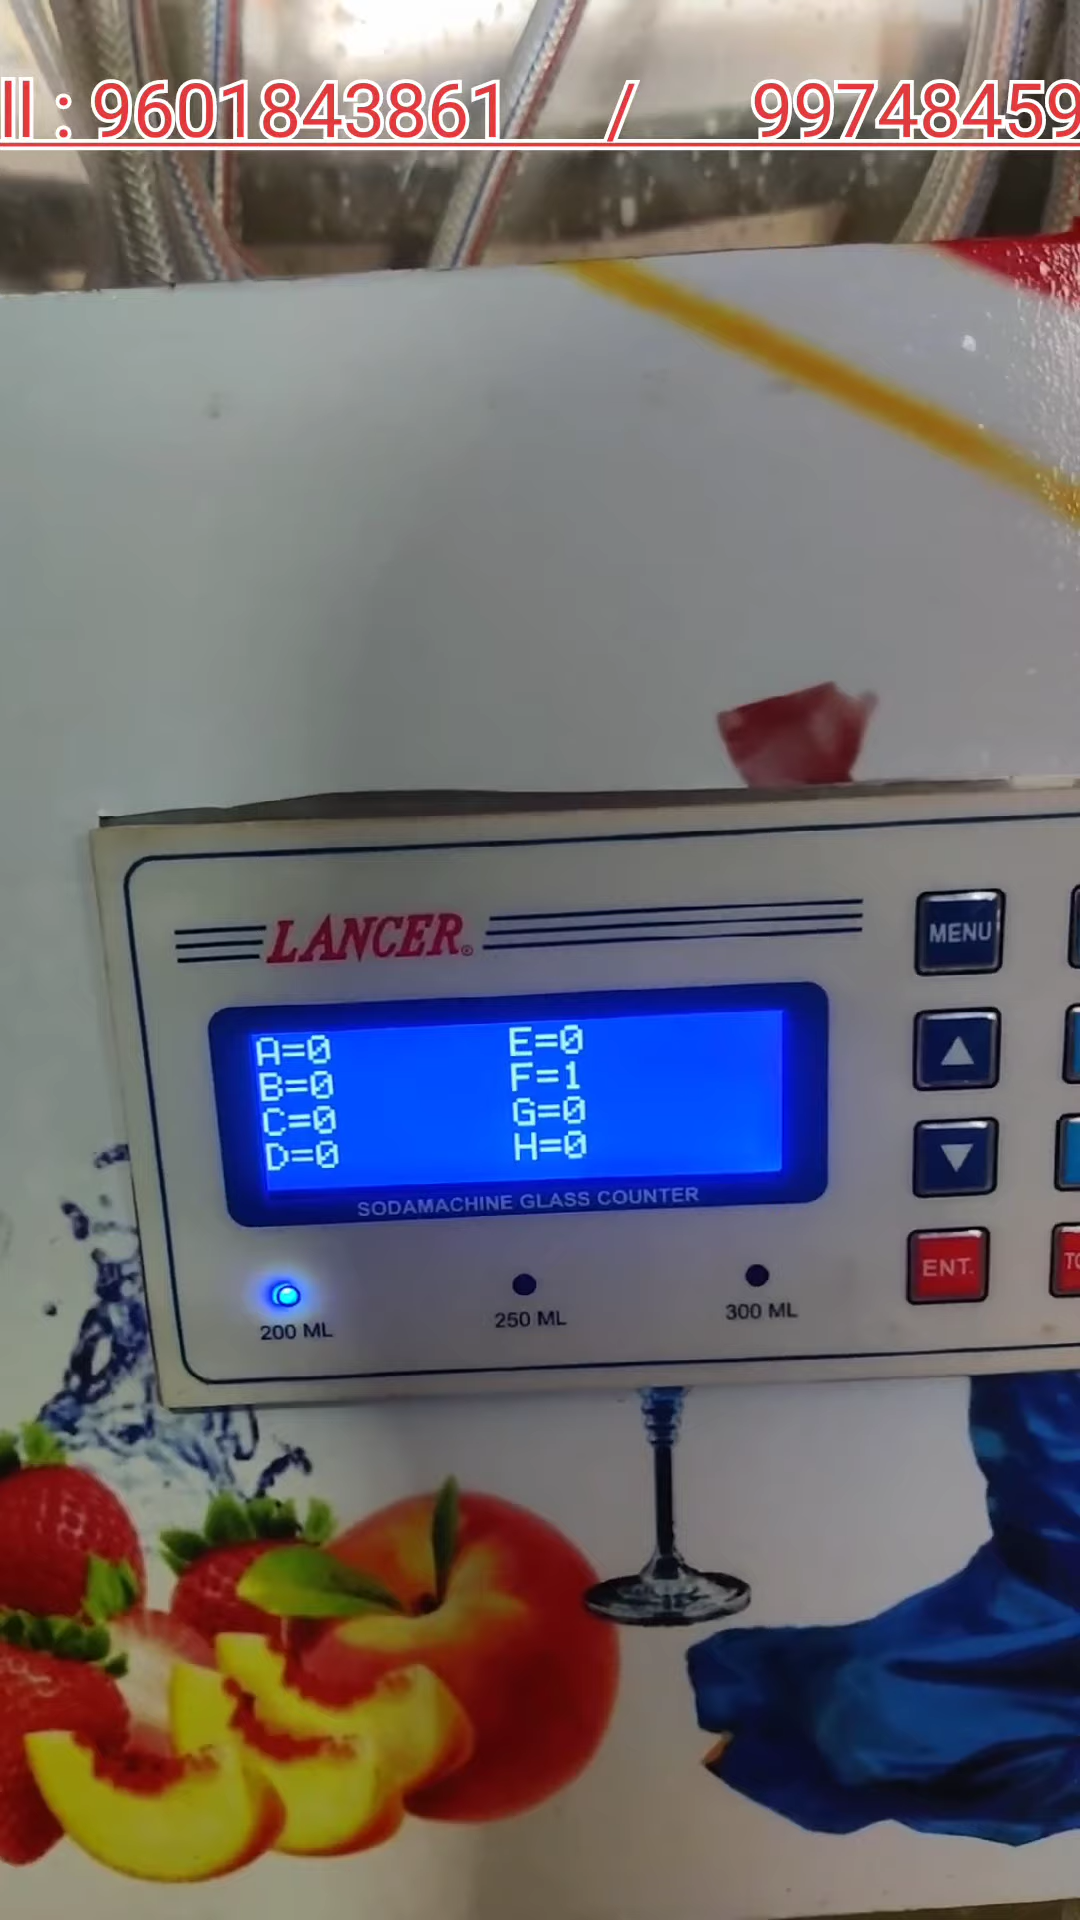 ll : 9601843861 / 99748459
LANCER®
MENU
A=0 E=0
B=0 F=1
C=0 G=0
D=0 H=0
SODAMACHINE GLASS COUNTER
ENT.
200 ML 250 ML 300 ML